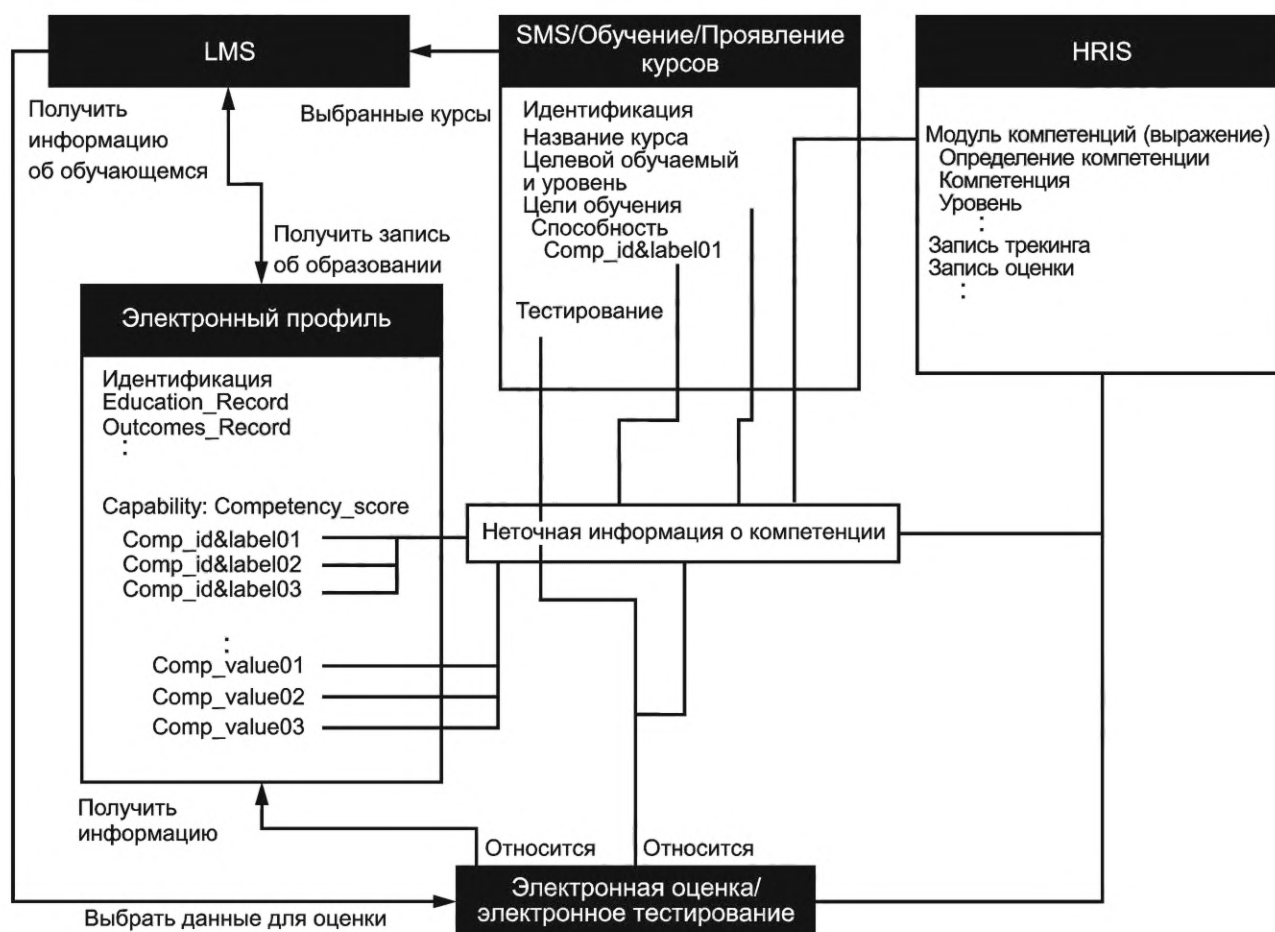 LMS
SMS/Обучение/Проявление
курсов
HRIS
Получить
информацию
об обучающемся
Выбранные курсы
Идентификация
Название курса
Целевой обучаемый
и уровень
Цели обучения
Способность
Comp_id&label01
Тестирование
Модуль компетенций (выражение)
Определение компетенции
Компетенция
Уровень
:
Запись трекинга
Запись оценки
:
Получить запись
об образовании
Электронный профиль
Идентификация
Education_Record
Outcomes_Record
:
Capability: Competency_score
Comp_id&label01
Comp_id&label02
Comp_id&label03
:
Comp_value01
Comp_value02
Comp_value03
Неточная информация о компетенции
Получить
информацию
Относится
Относится
Электронная оценка/
электронное тестирование
Выбрать данные для оценки